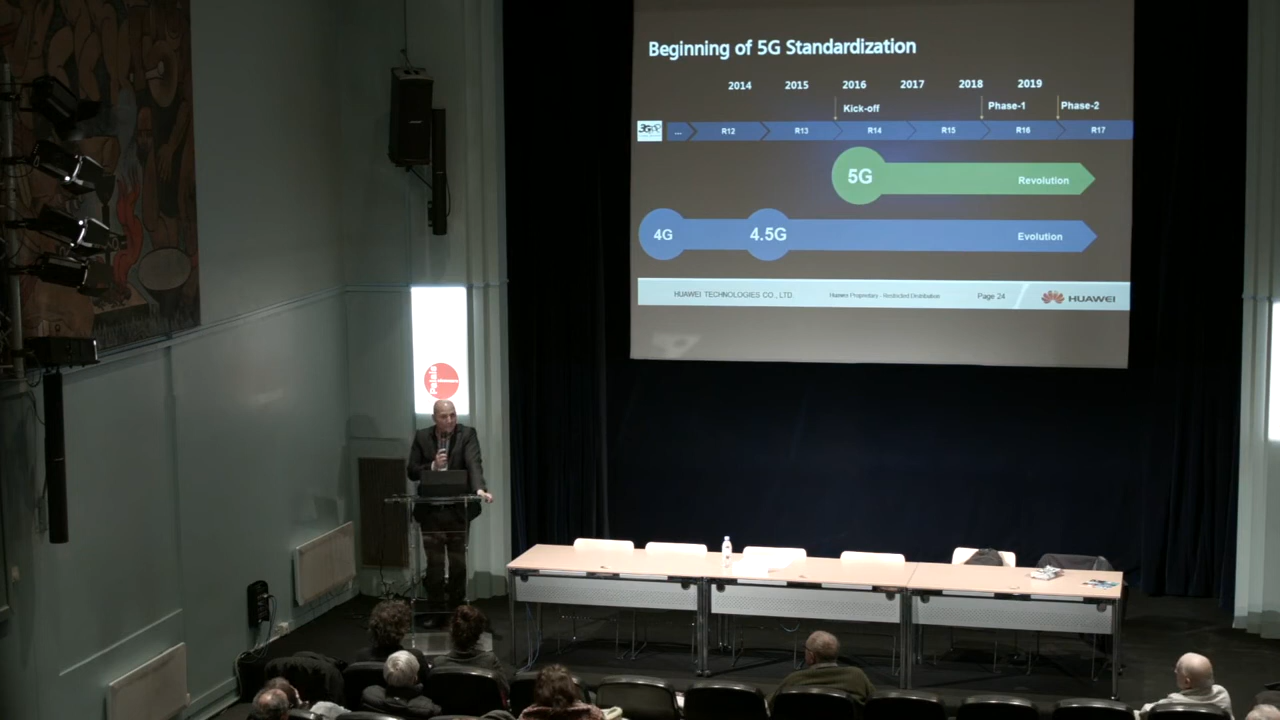 Beginning of 5G Standardization
2014 2015 2016 2017 2018 2019
Kick-off Phase-1 Phase-2
3GPP ... R12 R13 R14 R15 R16 R17
5G Revolution
4G 4.5G Evolution
HUAWEI TECHNOLOGIES CO., LTD. Huawei Proprietary - Restricted Distribution Page 24 HUAWEI
Palais